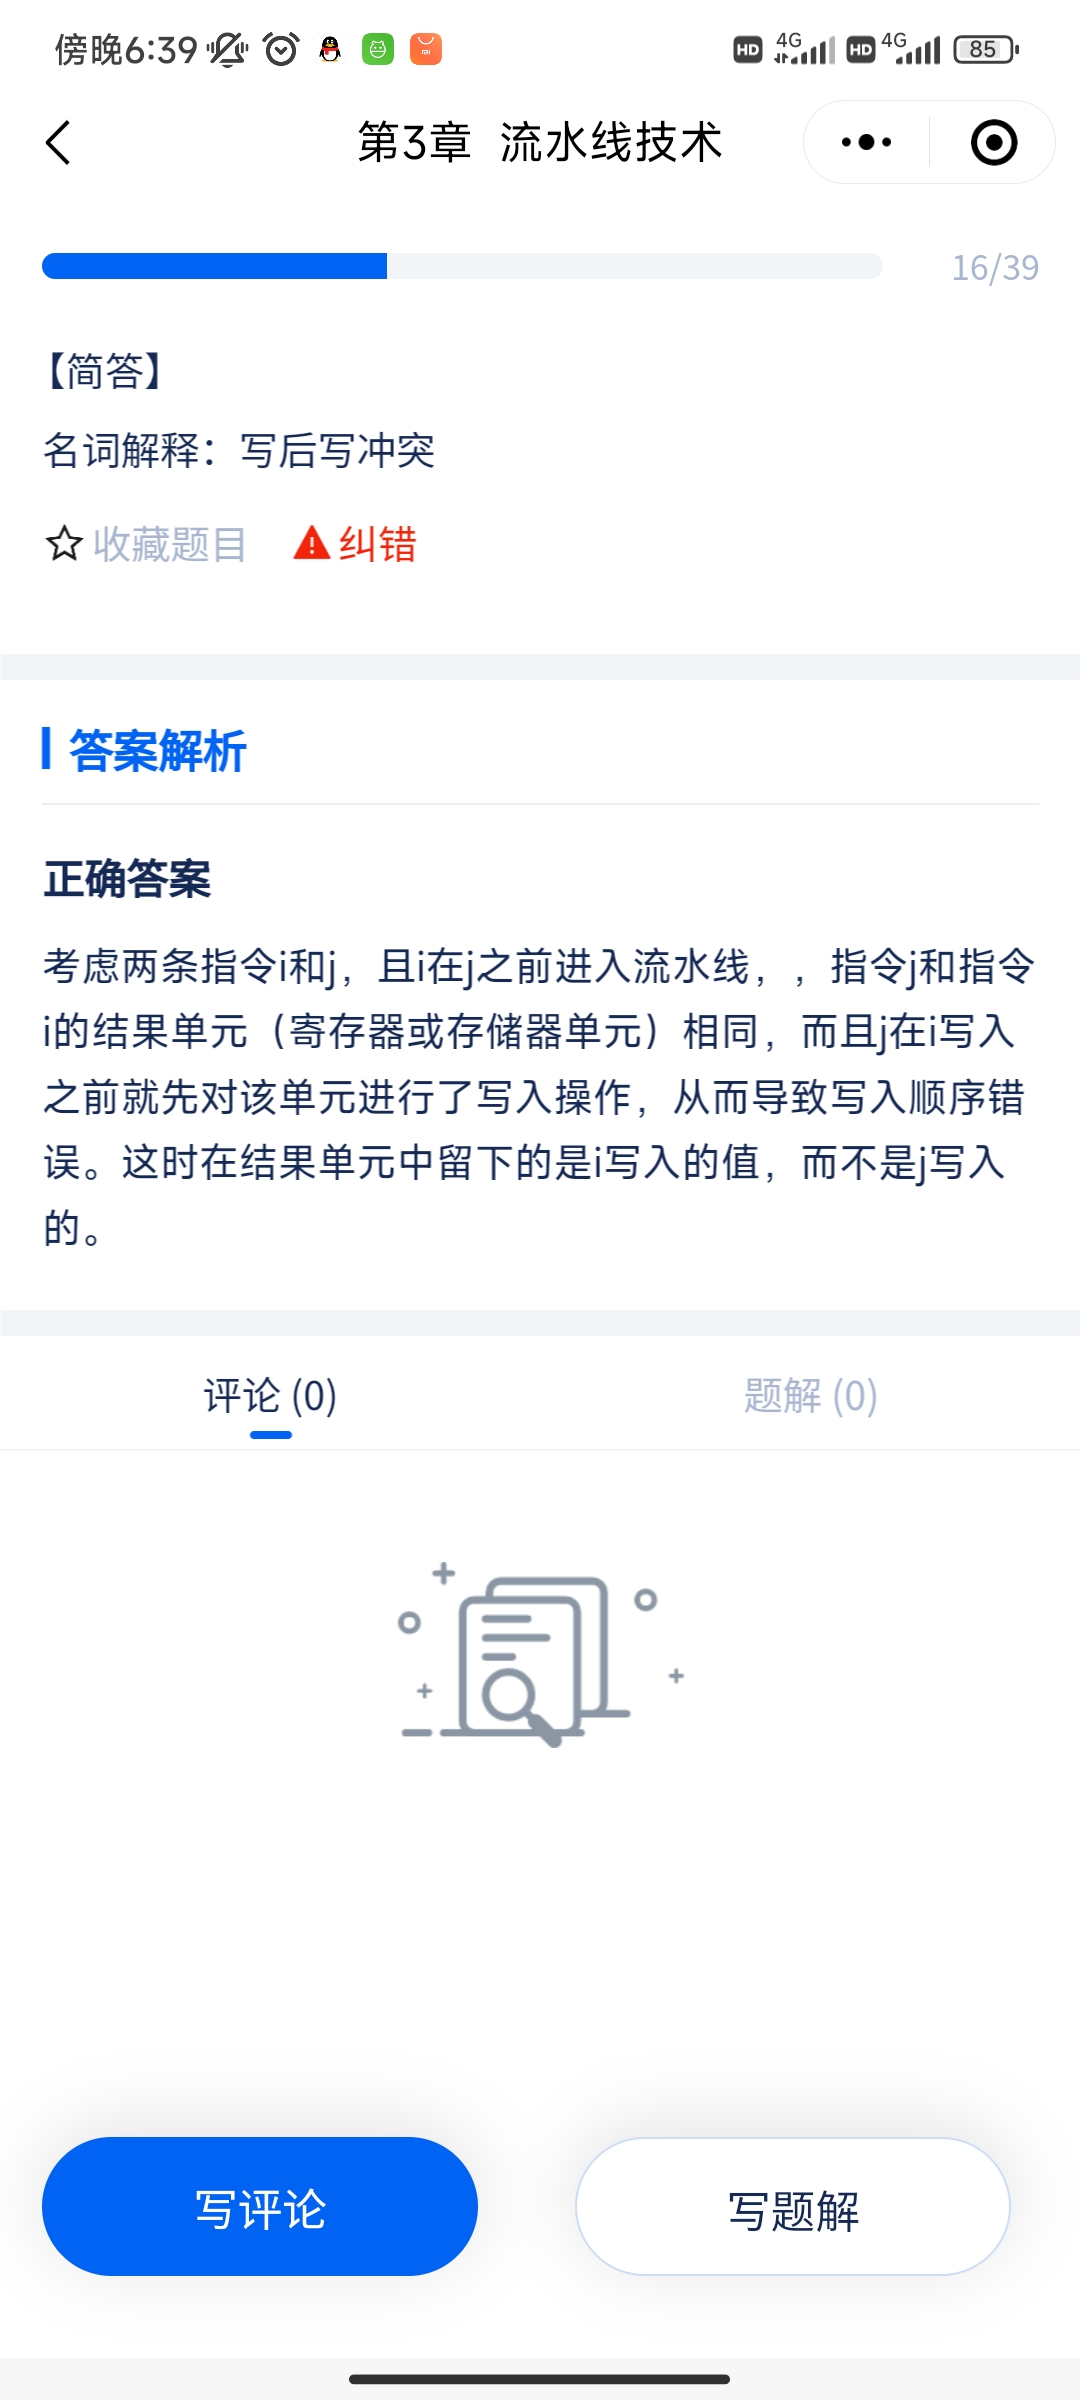 傍晚6:39
HD 4G HD 4G 85
第3章 流水线技术
16/39
【简答】
名词解释：写后写冲突
收藏题目 纠错
答案解析
正确答案
考虑两条指令i和j，且i在j之前进入流水线，，指令j和指令
i的结果单元（寄存器或存储器单元）相同，而且j在i写入
之前就先对该单元进行了写入操作，从而导致写入顺序错
误。这时在结果单元中留下的是i写入的值，而不是j写入
的。
评论 (0) 题解 (0)
写评论 写题解